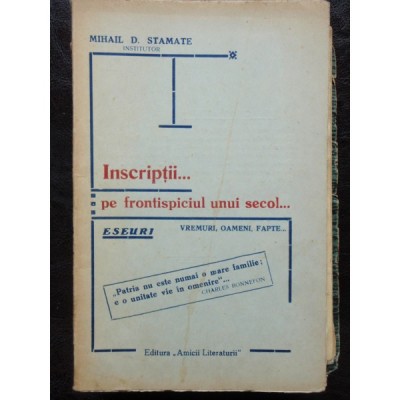 MIHAIL D. STAMATE
INSTITUTOR
Inscripții...
pe frontispiciul unui secol...
ESEURI
VREMURI, OAMENI, FAPTE...
„Patria nu este numai o mare familie:
e o unitate vie în omenire"...
CHARLES BONNEFON
Editura „Amicii Literaturii"